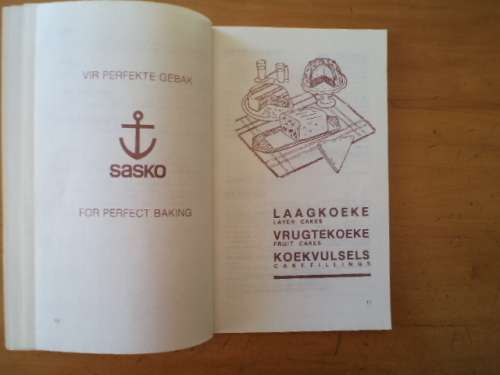 VIR PERFEKTE GEBAK
SASKO
FOR PERFECT BAKING
LAAGKOEKE
LAYER CAKES
VRUGTEKOEKE
FRUIT CAKES
KOEKVULSELS
CAKEFILLINGS